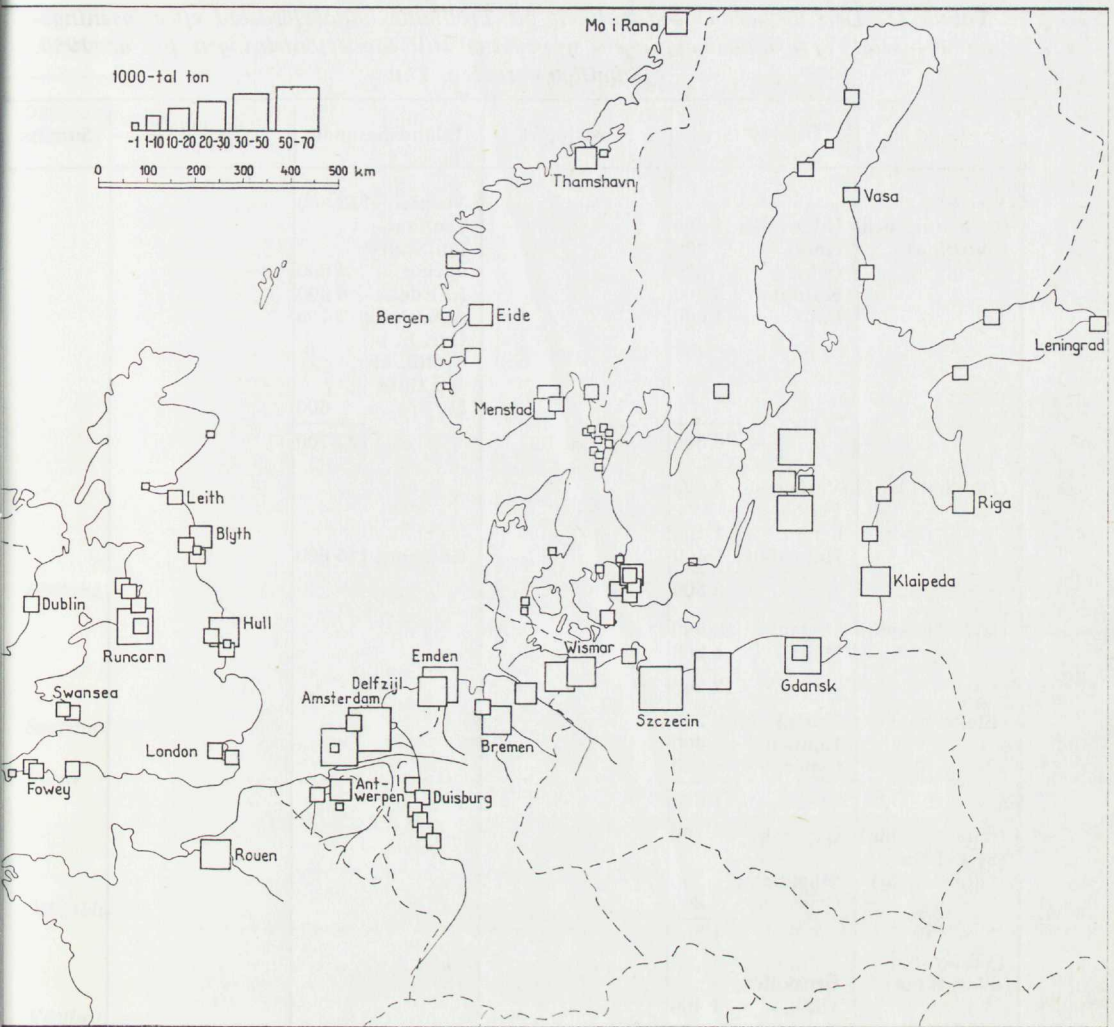 Mo i Rana
1000-tal ton
-1 1-10 10-20 20-30 30-50 50-70
0 100 200 300 400 500 km
Thamshavn
Vasa
Bergen
Eide
Leningrad
Menstad
Leith
Riga
Blyth
Klaipeda
Dublin
Hull
Runcorn
Wismar
Emden
Gdansk
Delfzijl
Swansea
Amsterdam
Szczecin
Bremen
London
Fowey
Ant-
werpen
Duisburg
Rouen